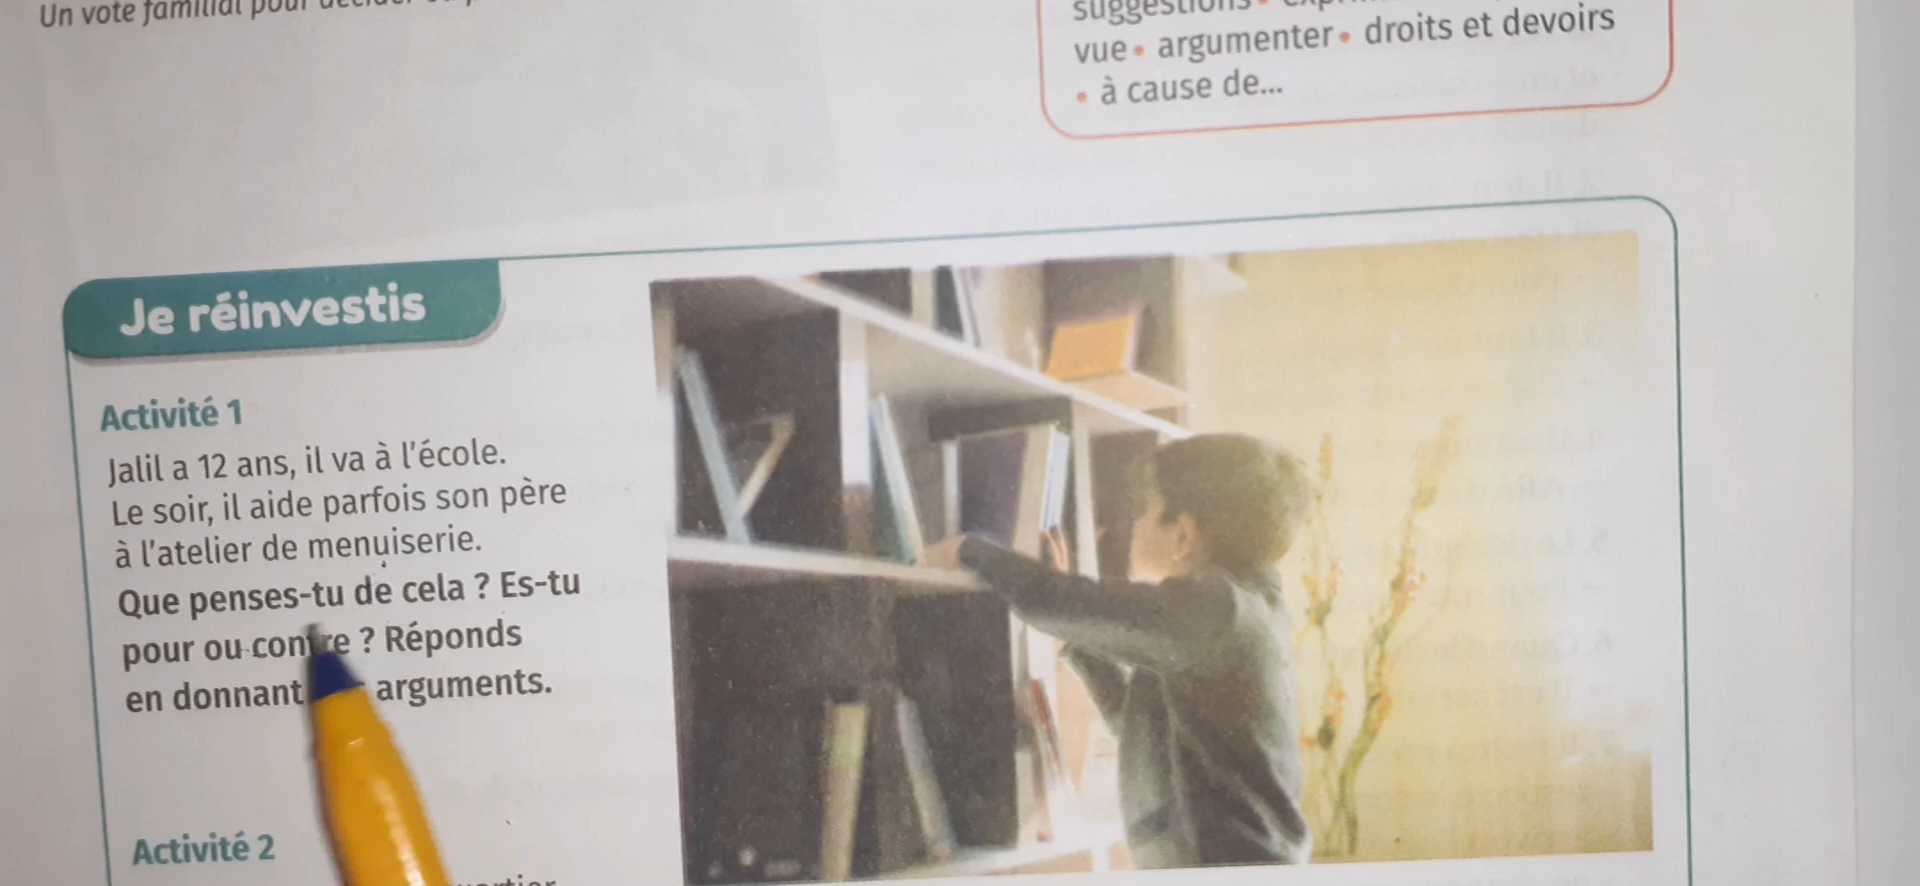 Un vote familial pour
suggestions •
vue • argumenter • droits et devoirs
• à cause de...
Je réinvestis
Activité 1
Jalil a 12 ans, il va à l'école.
Le soir, il aide parfois son père
à l'atelier de menuiserie.
Que penses-tu de cela ? Es-tu
pour ou contre ? Réponds
en donnant arguments.
Activité 2